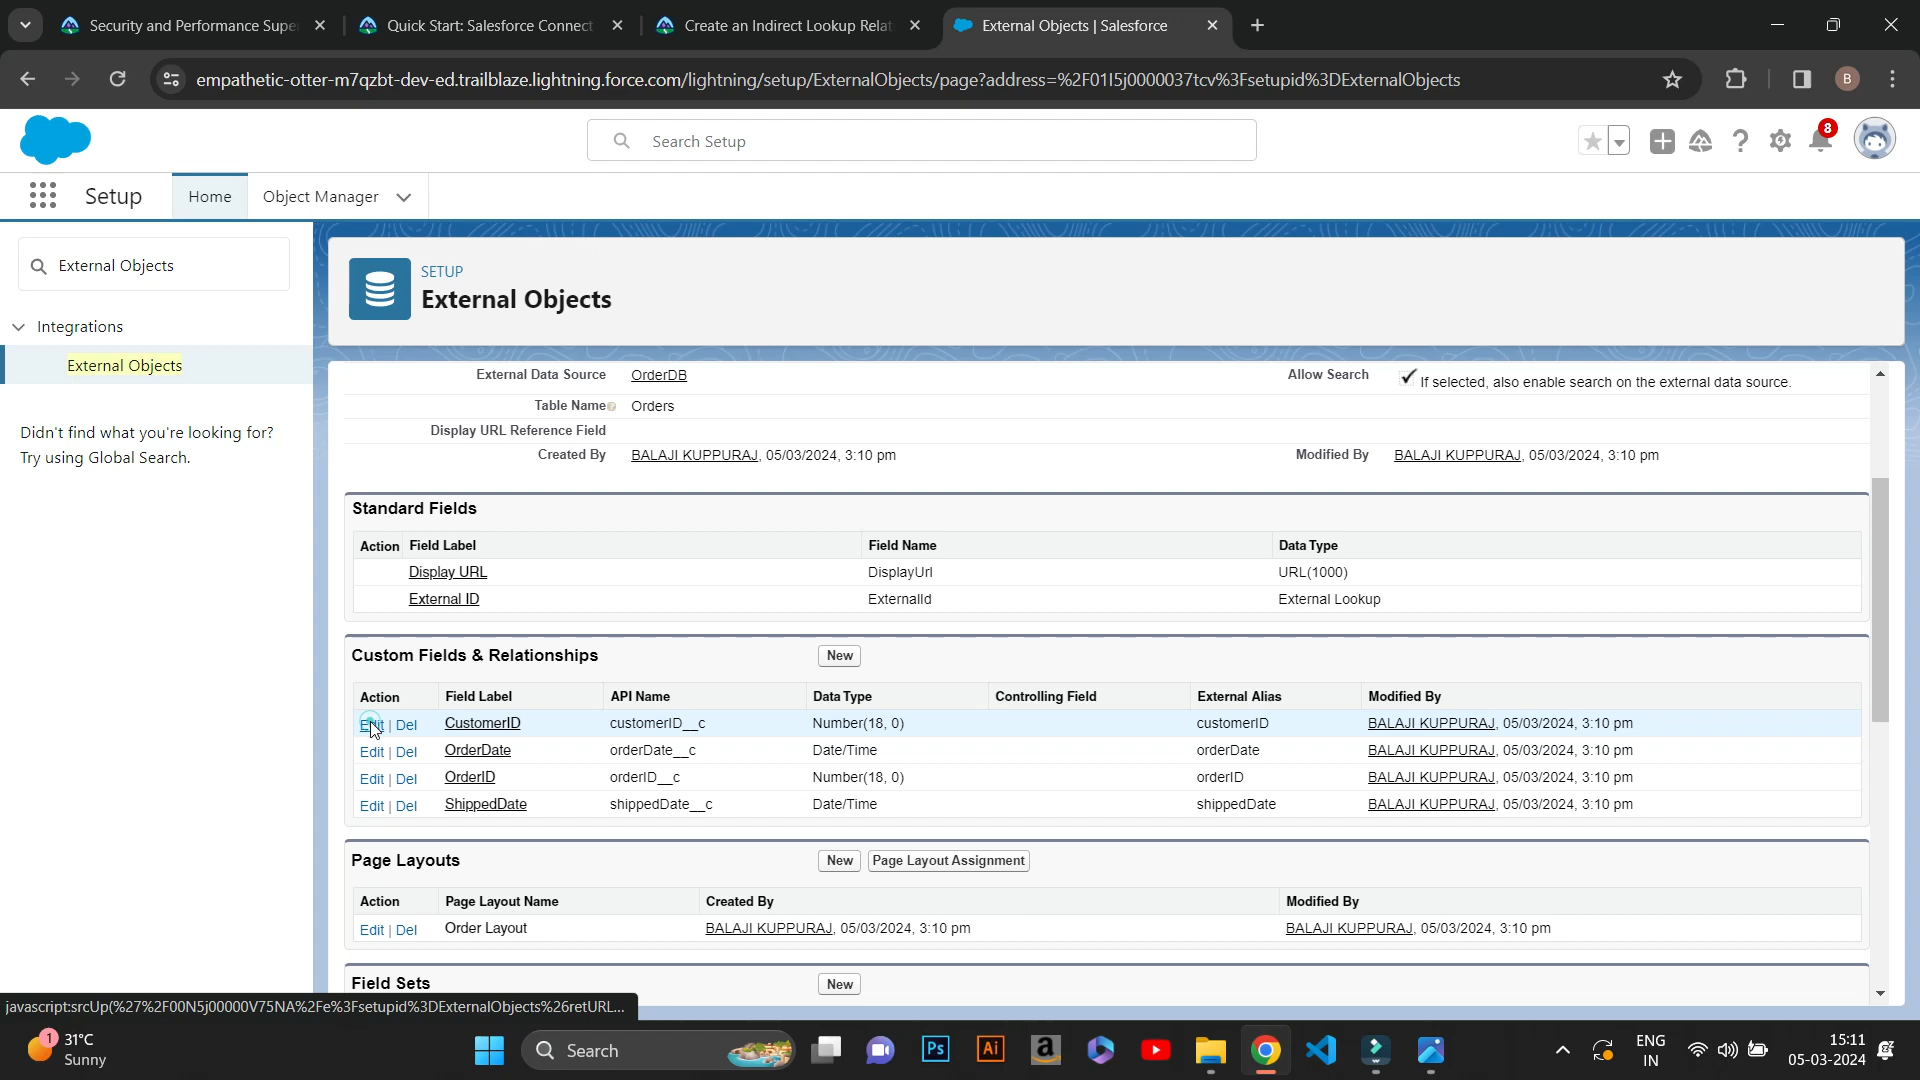 Security and Performance Supe
Quick Start: Salesforce Connect
Create an Indirect Lookup Relat
External Objects | Salesforce
empathetic-otter-m7qzbt-dev-ed.trailblaze.lightning.force.com/lightning/setup/ExternalObjects/page?address=%2F01I5j0000037tcv%3Fsetupid%3DExternalObjects
B
Search Setup
8
Setup
Home
Object Manager
External Objects
Integrations
External Objects
Didn't find what you're looking for?
Try using Global Search.
SETUP
External Objects
External Data Source OrderDB Allow Search If selected, also enable search on the external data source.
Table Name Orders
Display URL Reference Field
Created By BALAJI KUPPURAJ, 05/03/2024, 3:10 pm Modified By BALAJI KUPPURAJ, 05/03/2024, 3:10 pm
Standard Fields
Action Field Label Field Name Data Type
Display URL DisplayUrl URL(1000)
External ID ExternalId External Lookup
Custom Fields & Relationships New
Action Field Label API Name Data Type Controlling Field External Alias Modified By
Edit | Del CustomerID customerID__c Number(18, 0) customerID BALAJI KUPPURAJ, 05/03/2024, 3:10 pm
Edit | Del OrderDate orderDate__c Date/Time orderDate BALAJI KUPPURAJ, 05/03/2024, 3:10 pm
Edit | Del OrderID orderID__c Number(18, 0) orderID BALAJI KUPPURAJ, 05/03/2024, 3:10 pm
Edit | Del ShippedDate shippedDate__c Date/Time shippedDate BALAJI KUPPURAJ, 05/03/2024, 3:10 pm
Page Layouts New Page Layout Assignment
Action Page Layout Name Created By Modified By
Edit | Del Order Layout BALAJI KUPPURAJ, 05/03/2024, 3:10 pm BALAJI KUPPURAJ, 05/03/2024, 3:10 pm
Field Sets New
javascript:srcUp(%27%2F00N5j00000V75NA%2Fe%3Fsetupid%3DExternalObjects%26retURL...
1
31°C
Sunny
Search
Ps
Ai
a
ENG
IN
15:11
05-03-2024